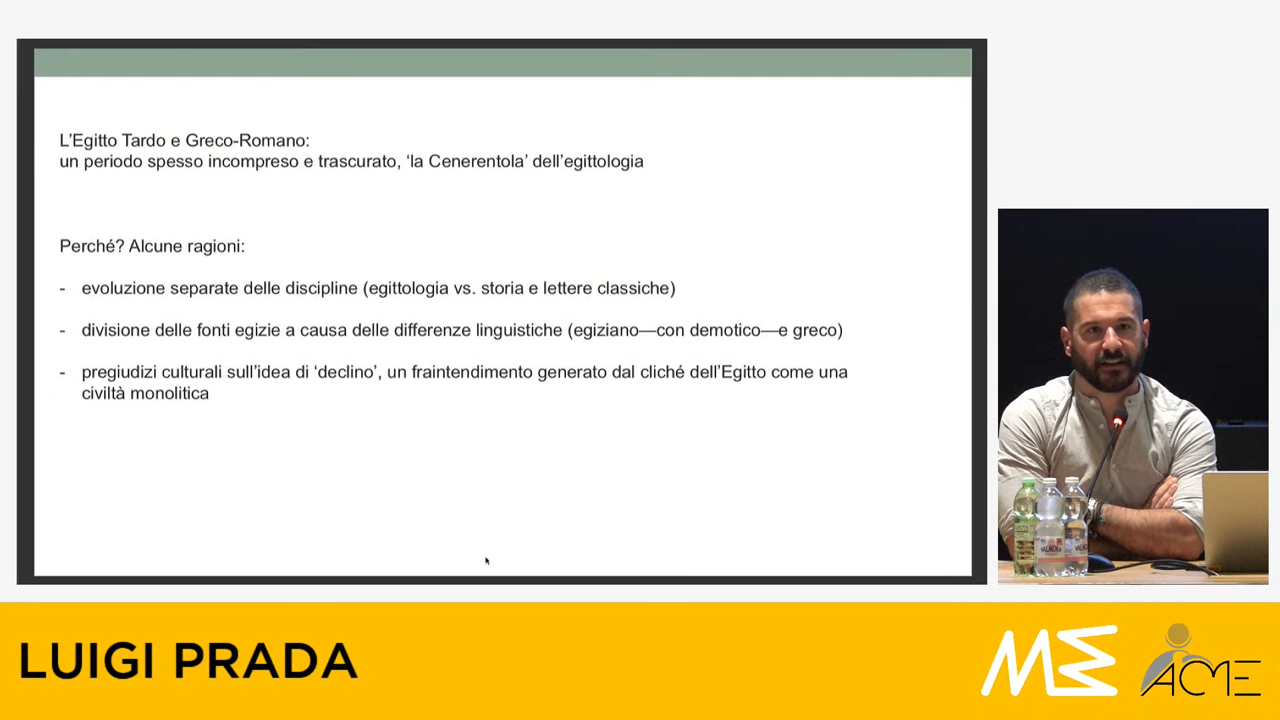 L'Egitto Tardo e Greco-Romano:
un periodo spesso incompreso e trascurato, ‘la Cenerentola’ dell’egittologia
Perché? Alcune ragioni:
- evoluzione separate delle discipline (egittologia vs. storia e lettere classiche)
- divisione delle fonti egizie a causa delle differenze linguistiche (egiziano—con demotico—e greco)
- pregiudizi culturali sull’idea di ‘declino’, un fraintendimento generato dal cliché dell’Egitto come una
civiltà monolitica
VALMORA
LUIGI PRADA
ME
ACME